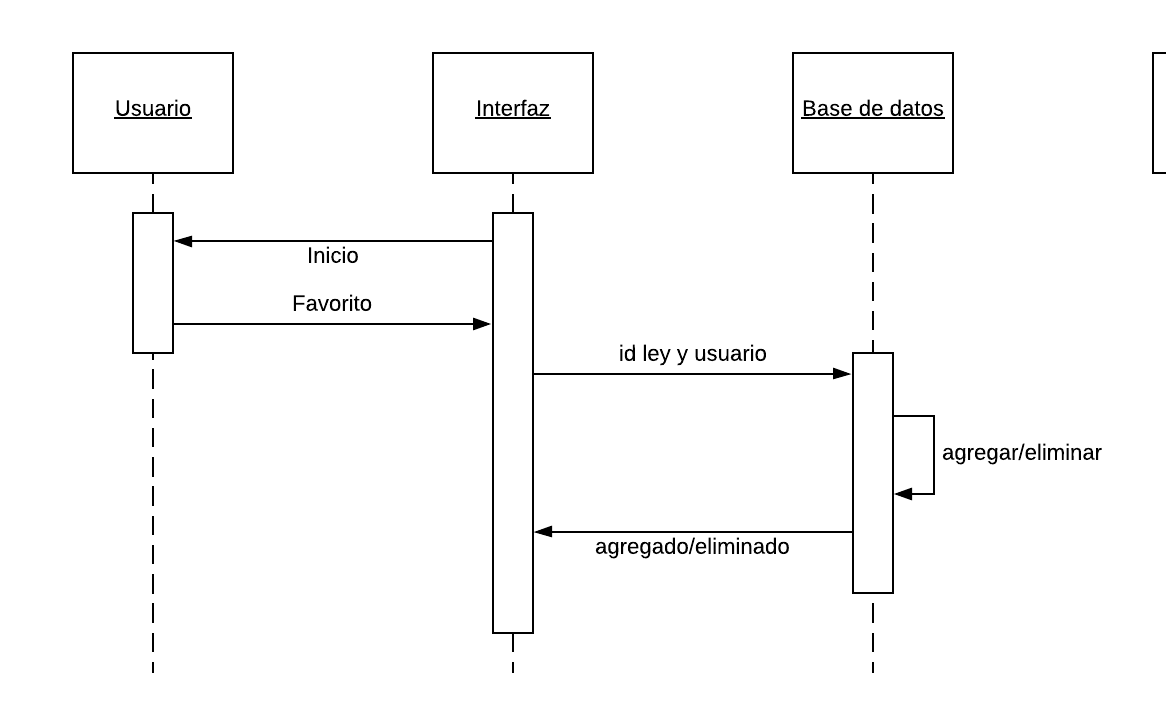 Usuario
Interfaz
Base de datos
Inicio
Favorito
id ley y usuario
agregar/eliminar
agregado/eliminado